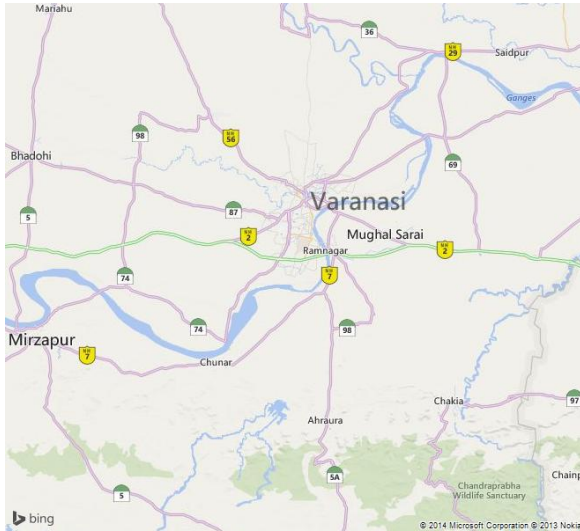 Mariahu
36
NH
29
Saidpur
Ganges
98
NH
56
Bhadohi
69
5
87
Varanasi
NH
2
Mughal Sarai
Ramnagar
NH
2
74
NH
7
74
98
Mirzapur
NH
7
Chunar
Chakia
97
Ahraura
5A
Chainp
5
Chandraprabha
Wildlife Sanctuary
bing
© 2014 Microsoft Corporation © 2013 Nokia